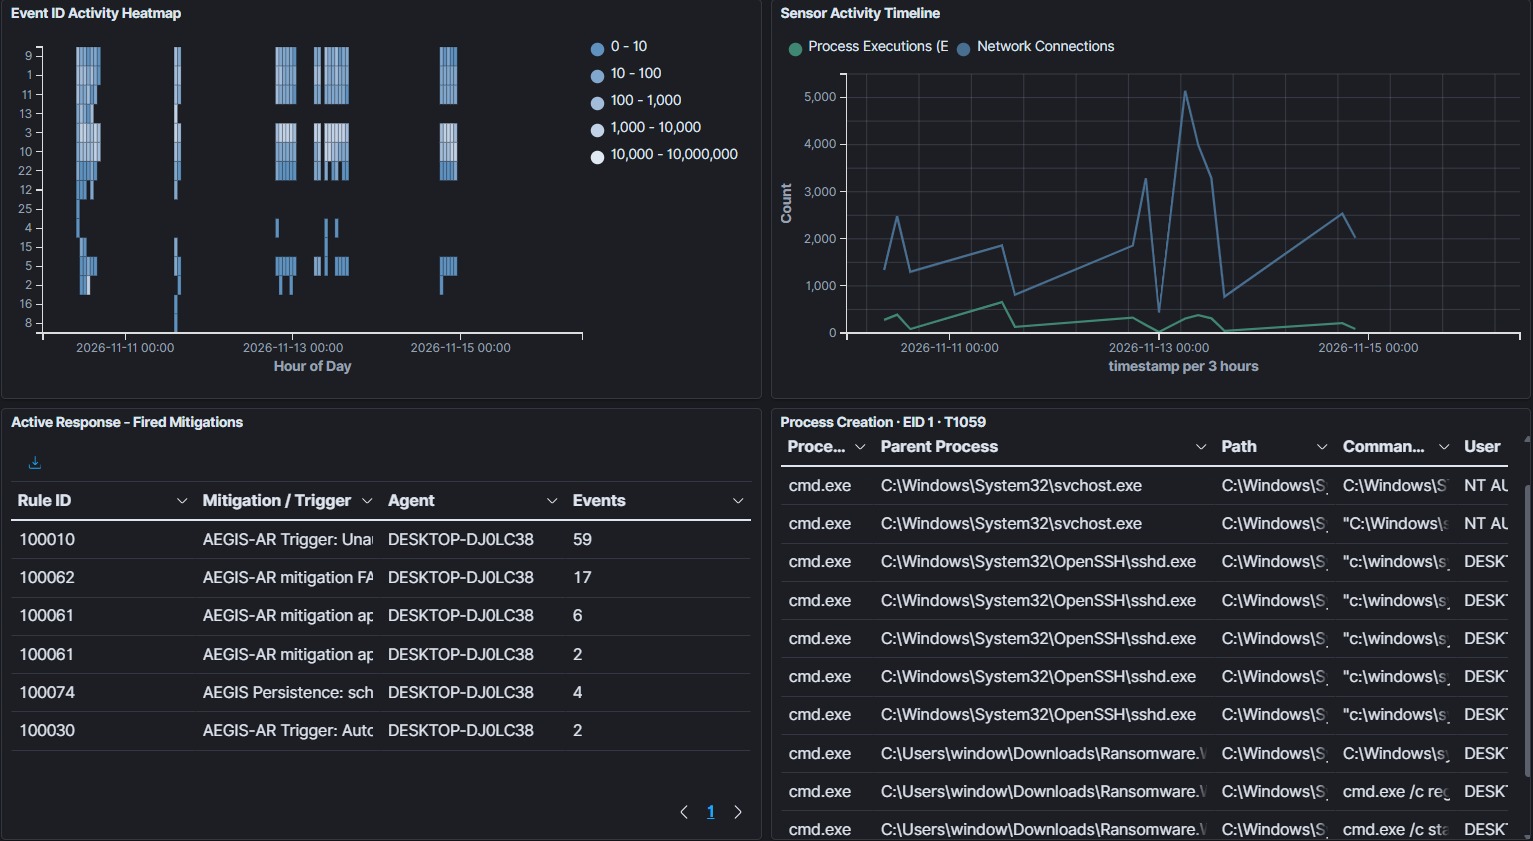 Event ID Activity Heatmap
9
1
11
13
3
10
22
12
25
4
15
5
2
16
8
2026-11-11 00:00 2026-11-13 00:00 2026-11-15 00:00
Hour of Day
0 - 10
10 - 100
100 - 1,000
1,000 - 10,000
10,000 - 10,000,000
Sensor Activity Timeline
Process Executions (E Network Connections
Count
5,000
4,000
3,000
2,000
1,000
0
2026-11-11 00:00 2026-11-13 00:00 2026-11-15 00:00
timestamp per 3 hours
Active Response - Fired Mitigations
Rule ID Mitigation / Trigger Agent Events
100010 AEGIS-AR Trigger: Una DESKTOP-DJ0LC38 59
100062 AEGIS-AR mitigation FA DESKTOP-DJ0LC38 17
100061 AEGIS-AR mitigation ap DESKTOP-DJ0LC38 6
100061 AEGIS-AR mitigation ap DESKTOP-DJ0LC38 2
100074 AEGIS Persistence: sch DESKTOP-DJ0LC38 4
100030 AEGIS-AR Trigger: Auto DESKTOP-DJ0LC38 2
1
Process Creation · EID 1 · T1059
Proce... Parent Process Path Comman... User
cmd.exe C:\Windows\System32\svchost.exe C:\Windows\S C:\Windows\S NT AU
cmd.exe C:\Windows\System32\svchost.exe C:\Windows\S "C:\Windows\s NT AU
cmd.exe C:\Windows\System32\OpenSSH\sshd.exe C:\Windows\S "c:\windows\s DESKT
cmd.exe C:\Windows\System32\OpenSSH\sshd.exe C:\Windows\S "c:\windows\s DESKT
cmd.exe C:\Windows\System32\OpenSSH\sshd.exe C:\Windows\S "c:\windows\s DESKT
cmd.exe C:\Windows\System32\OpenSSH\sshd.exe C:\Windows\S "c:\windows\s DESKT
cmd.exe C:\Windows\System32\OpenSSH\sshd.exe C:\Windows\S "c:\windows\s DESKT
cmd.exe C:\Users\window\Downloads\Ransomware.W C:\Windows\S C:\Windows\s DESKT
cmd.exe C:\Users\window\Downloads\Ransomware.W C:\Windows\S cmd.exe /c reg DESKT
cmd.exe C:\Users\window\Downloads\Ransomware.W C:\Windows\S cmd.exe /c sta DESKT